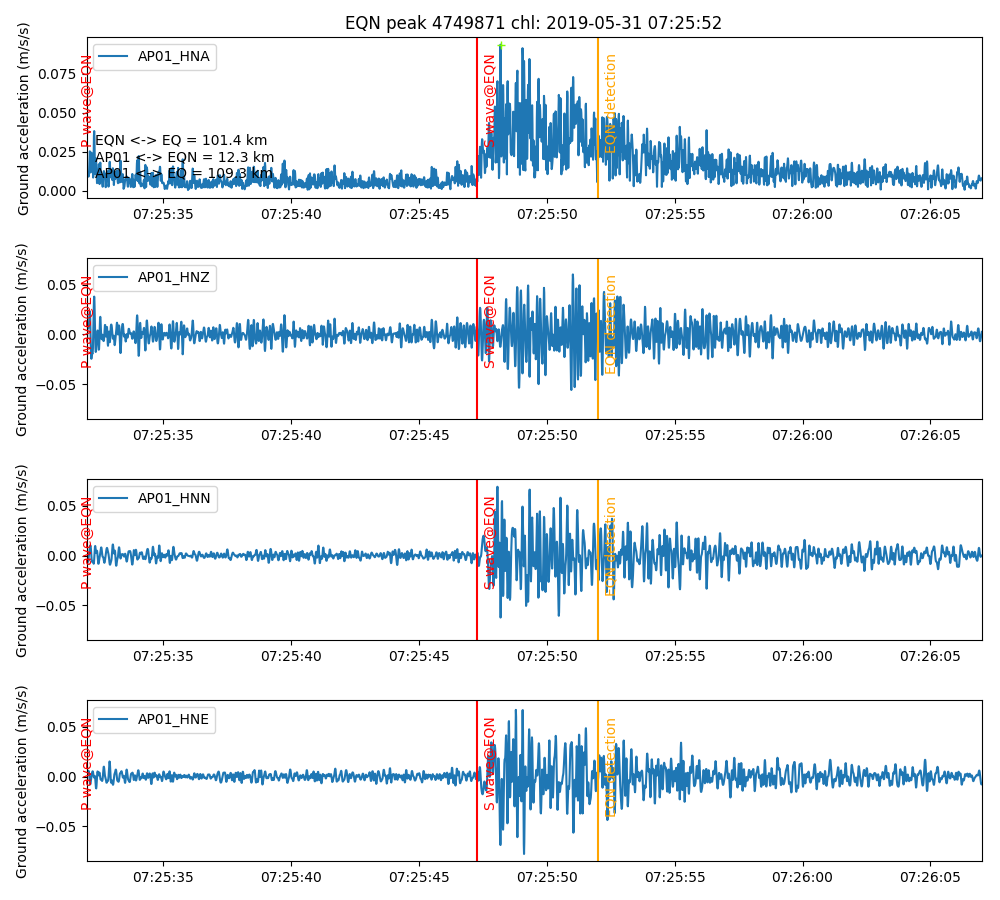 EQN peak 4749871 chl: 2019-05-31 07:25:52
Ground acceleration (m/s/s)
0.075
0.050
0.025
0.000
AP01_HNA
P wave@EQN
S wave@EQN
EQN detection
EQN <-> EQ = 101.4 km
AP01 <-> EQN = 12.3 km
AP01 <-> EQ = 109.3 km
07:25:35 07:25:40 07:25:45 07:25:50 07:25:55 07:26:00 07:26:05
Ground acceleration (m/s/s)
0.05
0.00
−0.05
AP01_HNZ
P wave@EQN
S wave@EQN
EQN detection
07:25:35 07:25:40 07:25:45 07:25:50 07:25:55 07:26:00 07:26:05
Ground acceleration (m/s/s)
0.05
0.00
−0.05
AP01_HNN
P wave@EQN
S wave@EQN
EQN detection
07:25:35 07:25:40 07:25:45 07:25:50 07:25:55 07:26:00 07:26:05
Ground acceleration (m/s/s)
0.05
0.00
−0.05
AP01_HNE
P wave@EQN
S wave@EQN
EQN detection
07:25:35 07:25:40 07:25:45 07:25:50 07:25:55 07:26:00 07:26:05